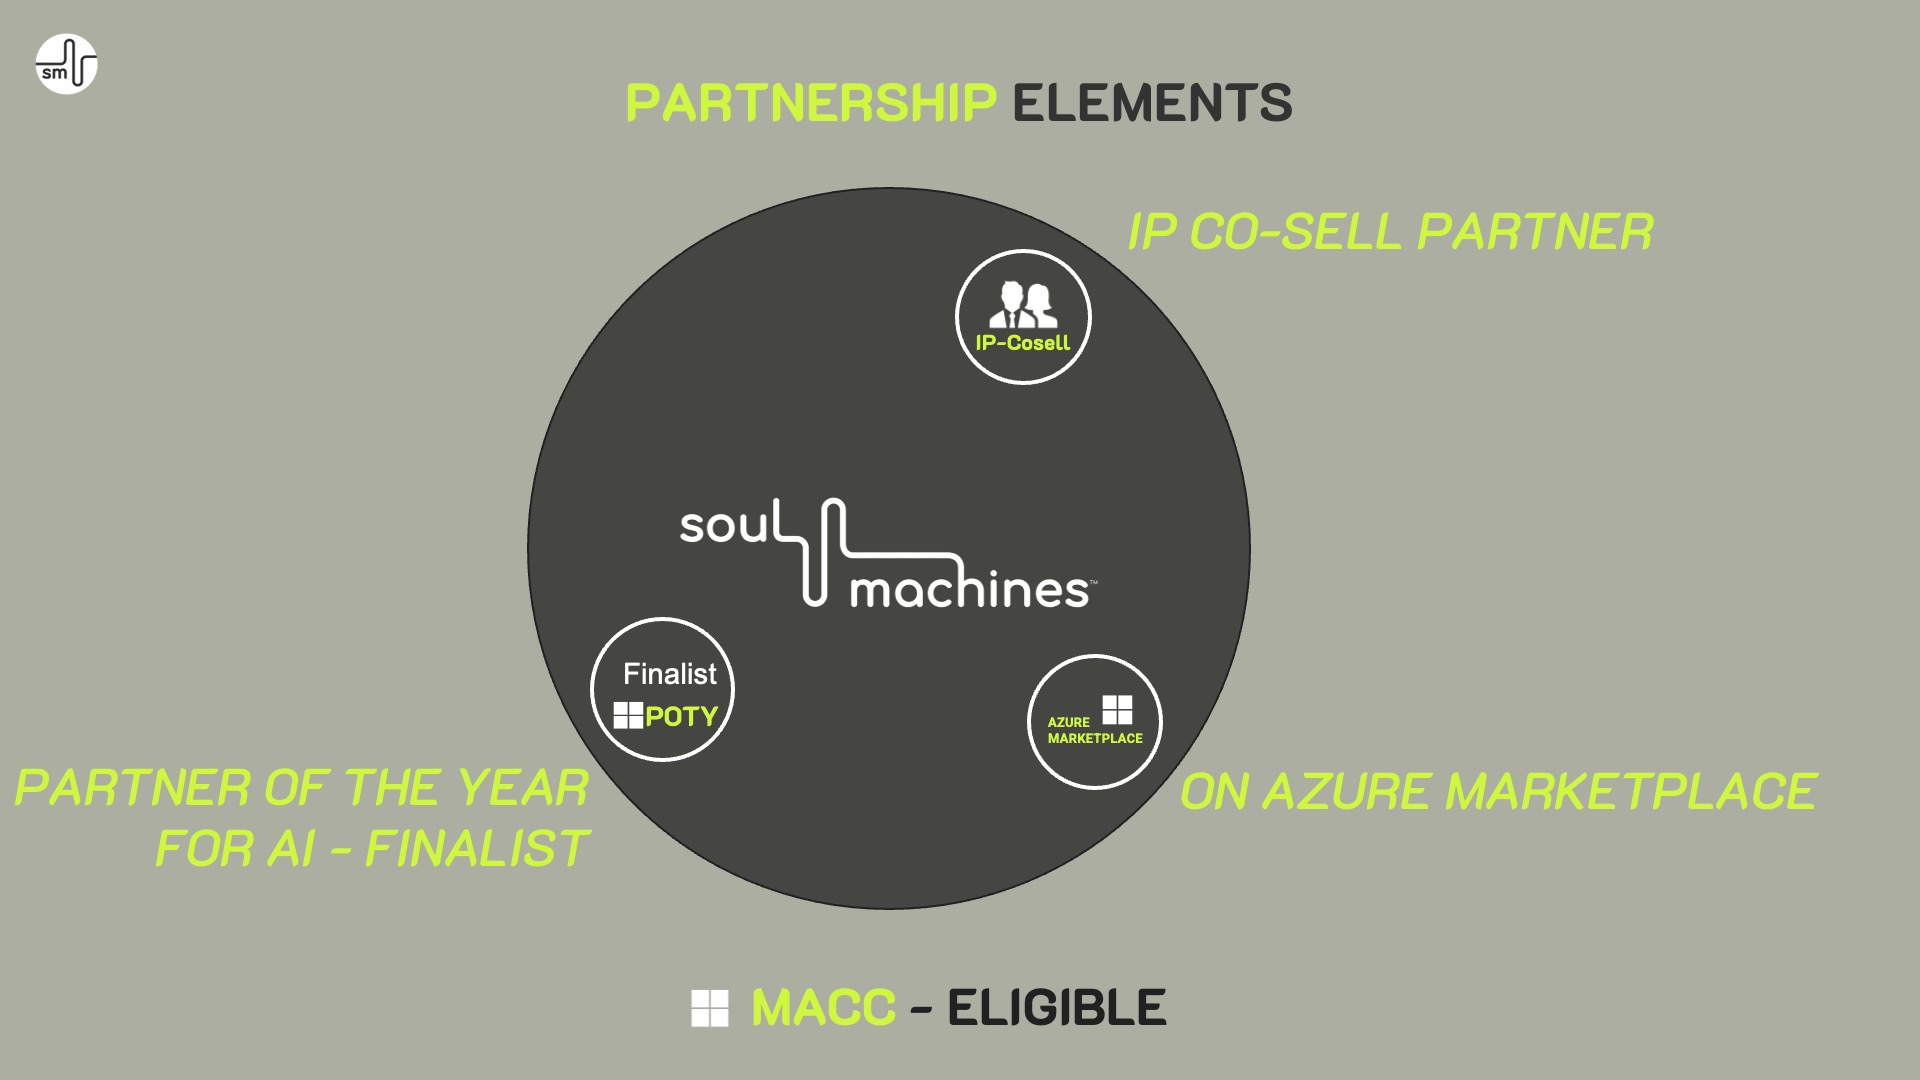 sm
PARTNERSHIP ELEMENTS
IP CO-SELL PARTNER
IP-Cosell
soul
machines™
Finalist
POTY
AZURE
MARKETPLACE
PARTNER OF THE YEAR
FOR AI - FINALIST
ON AZURE MARKETPLACE
MACC - ELIGIBLE